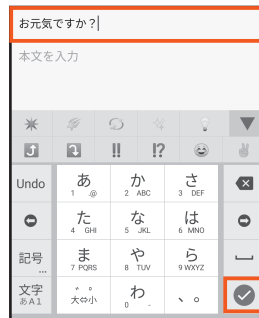 お元気ですか？
本文を入力
!! !?
Undo あ 1 .@ か 2 ABC さ 3 DEF
た 4 GHI な 5 JKL は 6 MNO
記号 ... ま 7 PQRS や 8 TUV ら 9 WXYZ
文字 あA1 ゛゜ 大⇔小 わ 0 - 、。